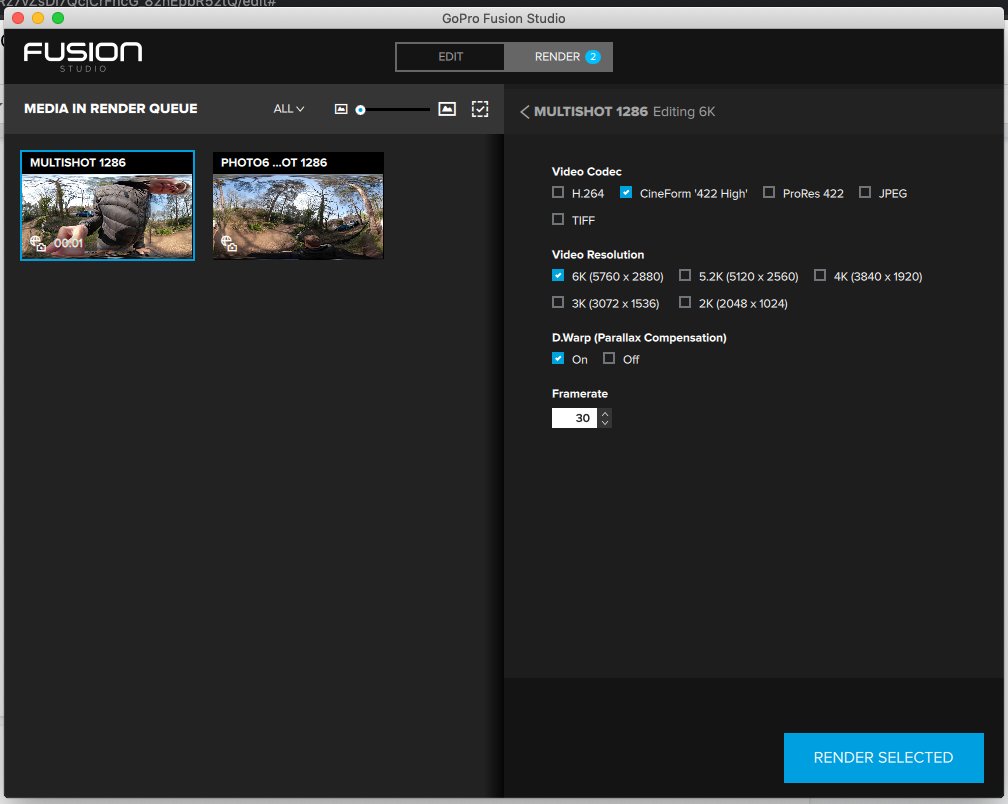 GoPro Fusion Studio
FUSION
STUDIO
EDIT
RENDER 2
MEDIA IN RENDER QUEUE
ALL
MULTISHOT 1286 Editing 6K
MULTISHOT 1286
00:01
PHOTO6 ...OT 1286
Video Codec
H.264 CineForm '422 High' ProRes 422 JPEG
TIFF
Video Resolution
6K (5760 x 2880) 5.2K (5120 x 2560) 4K (3840 x 1920)
3K (3072 x 1536) 2K (2048 x 1024)
D.Warp (Parallax Compensation)
On Off
Framerate
30
RENDER SELECTED